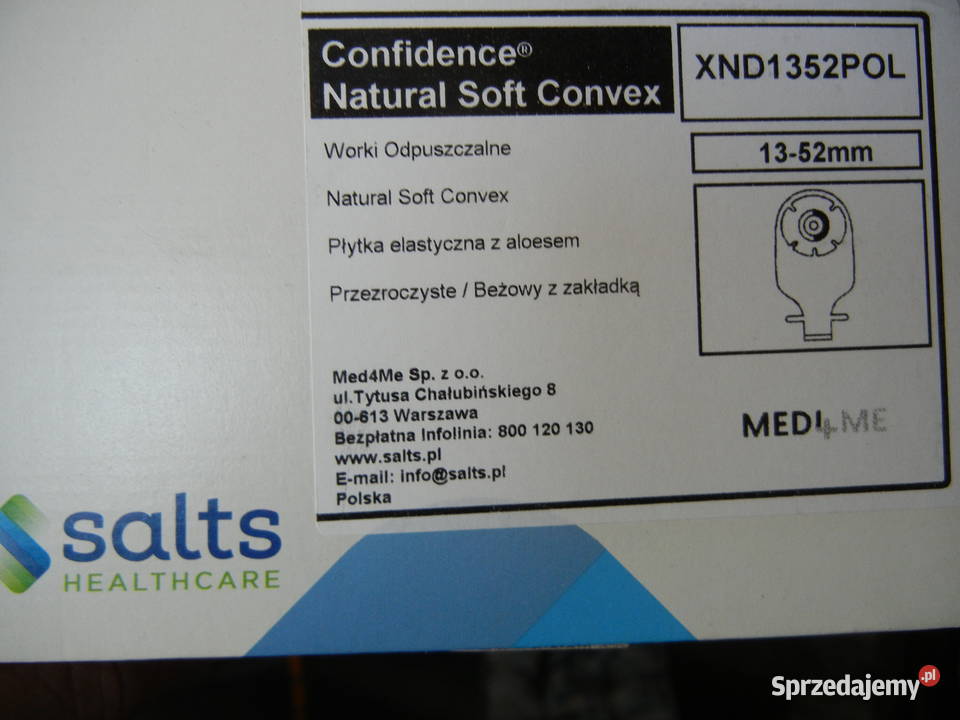 Confidence®
Natural Soft Convex
XND1352POL
13-52mm
Worki Odpuszczalne
Natural Soft Convex
Płytka elastyczna z aloesem
Przezroczyste / Beżowy z zakładką
Med4Me Sp. z o.o.
ul.Tytusa Chałubińskiego 8
00-613 Warszawa
Bezpłatna Infolinia: 800 120 130
www.salts.pl
E-mail: info@salts.pl
Polska
MEDI4ME
salts
HEALTHCARE
Sprzedajemy.pl